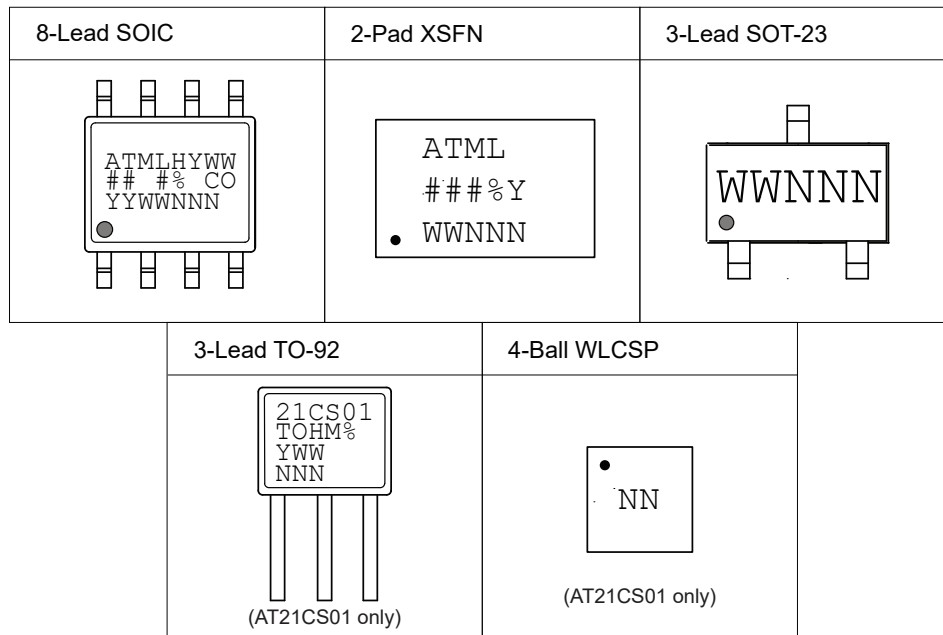 8-Lead SOIC
2-Pad XSFN
3-Lead SOT-23
ATMLHYWW
## #% CO
YYWWNNN
ATML
###%Y
WWNNN
WWNNN
3-Lead TO-92
4-Ball WLCSP
21CS01
TOHM%
YWW
NNN
(AT21CS01 only)
NN
(AT21CS01 only)